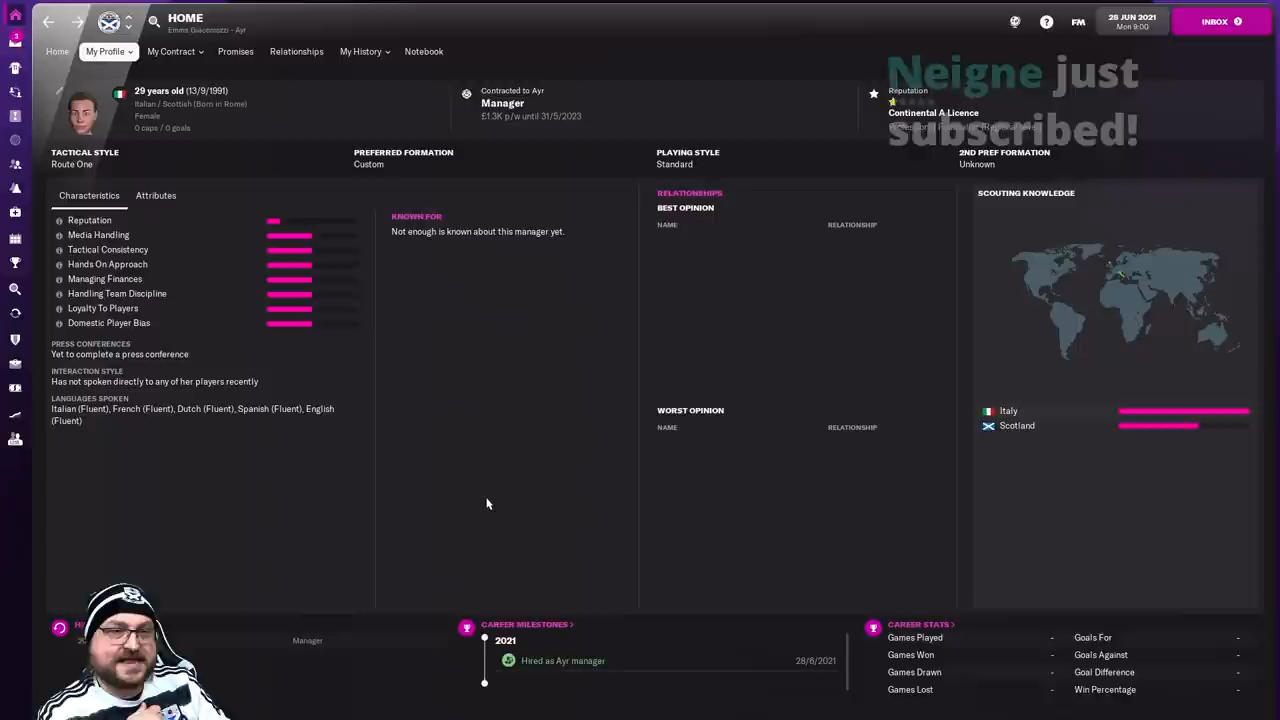 HOME
Emma Giacomozzi - Ayr
3
28 JUN 2021
Mon 9:00
FM
INBOX
Home
My Profile
My Contract
Promises
Relationships
My History
Notebook
Neigne just
subscribed!
29 years old (13/9/1991)
Italian / Scottish (Born in Rome)
Female
0 caps / 0 goals
Contracted to Ayr
Manager
£1.3K p/w until 31/5/2023
Reputation
Continental A Licence
TACTICAL STYLE
Route One
PREFERRED FORMATION
Custom
PLAYING STYLE
Standard
2ND PREF FORMATION
Unknown
Characteristics
Attributes
Reputation
Media Handling
Tactical Consistency
Hands On Approach
Managing Finances
Handling Team Discipline
Loyalty To Players
Domestic Player Bias
PRESS CONFERENCES
Yet to complete a press conference
INTERACTION STYLE
Has not spoken directly to any of her players recently
LANGUAGES SPOKEN
Italian (Fluent), French (Fluent), Dutch (Fluent), Spanish (Fluent), English
(Fluent)
KNOWN FOR
Not enough is known about this manager yet.
RELATIONSHIPS
BEST OPINION
NAME RELATIONSHIP
WORST OPINION
NAME RELATIONSHIP
SCOUTING KNOWLEDGE
Italy
Scotland
Manager
CAREER MILESTONES >
2021
Hired as Ayr manager 28/6/2021
CAREER STATS >
Games Played - Goals For -
Games Won - Goals Against -
Games Drawn - Goal Difference -
Games Lost - Win Percentage -